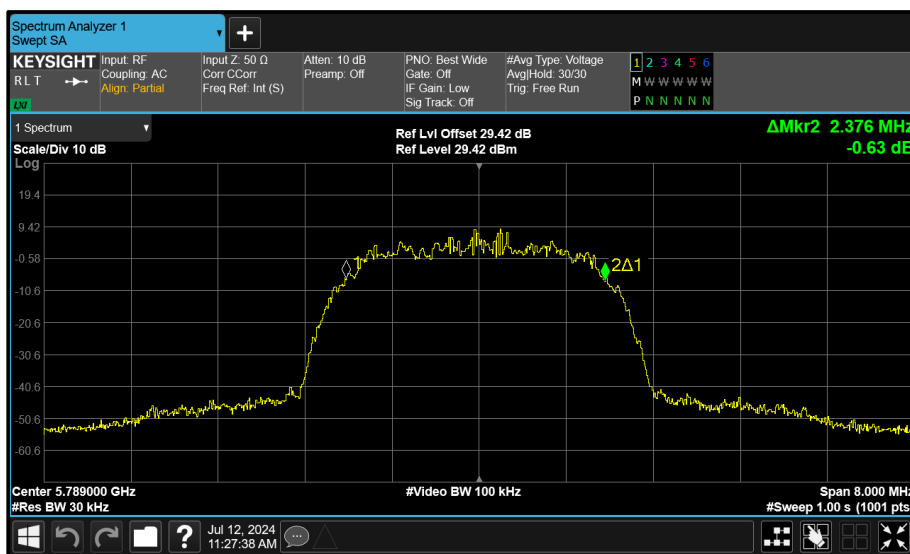 Spectrum Analyzer 1
Swept SA
+
KEYSIGHT
R L T
LXI
Input: RF
Coupling: AC
Align: Partial
Input Z: 50 Ω
Corr CCorr
Freq Ref: Int (S)
Atten: 10 dB
Preamp: Off
PNO: Best Wide
Gate: Off
IF Gain: Low
Sig Track: Off
#Avg Type: Voltage
Avg|Hold: 30/30
Trig: Free Run
1 2 3 4 5 6
M W W W W W
P N N N N N
1 Spectrum
Scale/Div 10 dB
Ref Lvl Offset 29.42 dB
Ref Level 29.42 dBm
ΔMkr2 2.376 MHz
-0.63 dB
Log
19.4
9.42
-0.58
-10.6
-20.6
-30.6
-40.6
-50.6
-60.6
1
2Δ1
Center 5.789000 GHz
#Res BW 30 kHz
#Video BW 100 kHz
Span 8.000 MHz
#Sweep 1.00 s (1001 pts
?
Jul 12, 2024
11:27:38 AM